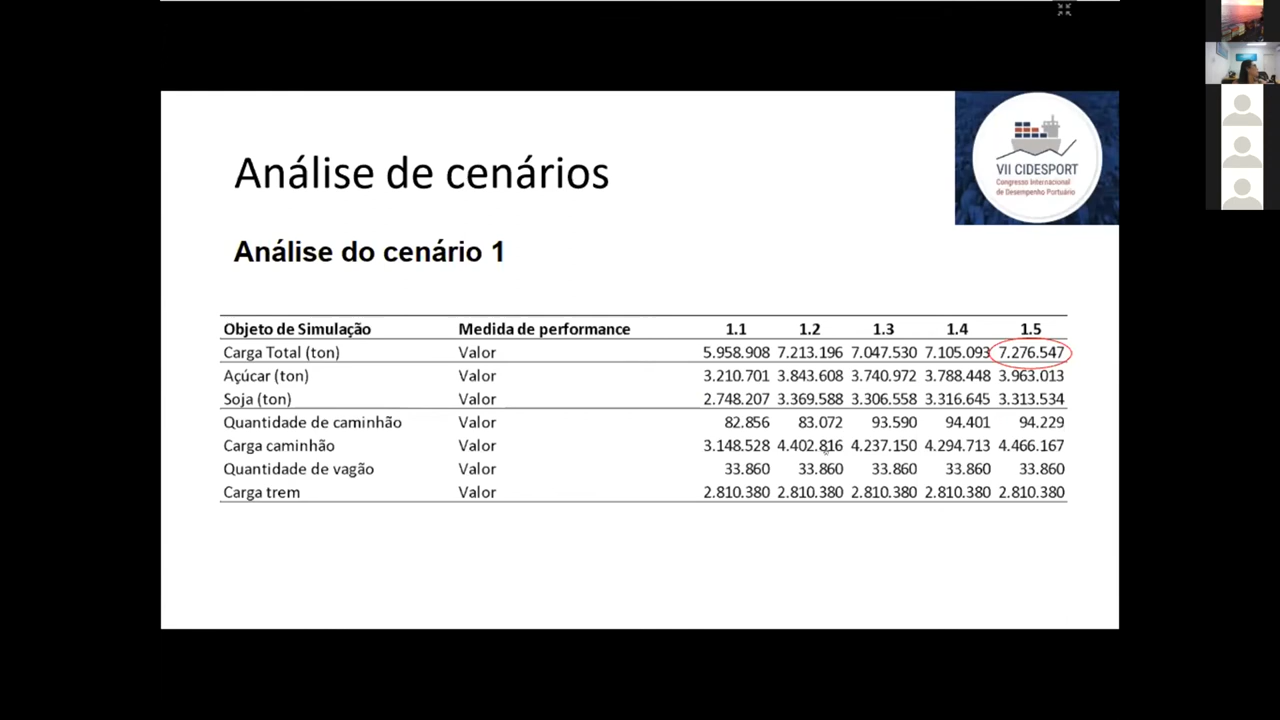 VII CIDESPORT
Congresso Internacional
de Desempenho Portuário
Análise de cenários
Análise do cenário 1
Objeto de Simulação Medida de performance 1.1 1.2 1.3 1.4 1.5
Carga Total (ton) Valor 5.958.908 7.213.196 7.047.530 7.105.093 7.276.547
Açúcar (ton) Valor 3.210.701 3.843.608 3.740.972 3.788.448 3.963.013
Soja (ton) Valor 2.748.207 3.369.588 3.306.558 3.316.645 3.313.534
Quantidade de caminhão Valor 82.856 83.072 93.590 94.401 94.229
Carga caminhão Valor 3.148.528 4.402.816 4.237.150 4.294.713 4.466.167
Quantidade de vagão Valor 33.860 33.860 33.860 33.860 33.860
Carga trem Valor 2.810.380 2.810.380 2.810.380 2.810.380 2.810.380